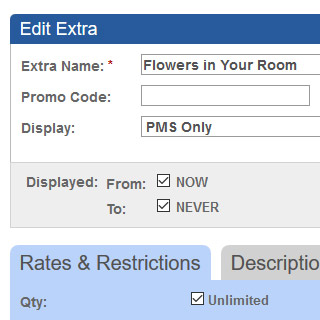 Edit Extra
Extra Name: * Flowers in Your Room
Promo Code:
Display: PMS Only
Displayed: From: NOW
To: NEVER
Rates & Restrictions Descriptio
Qty: Unlimited